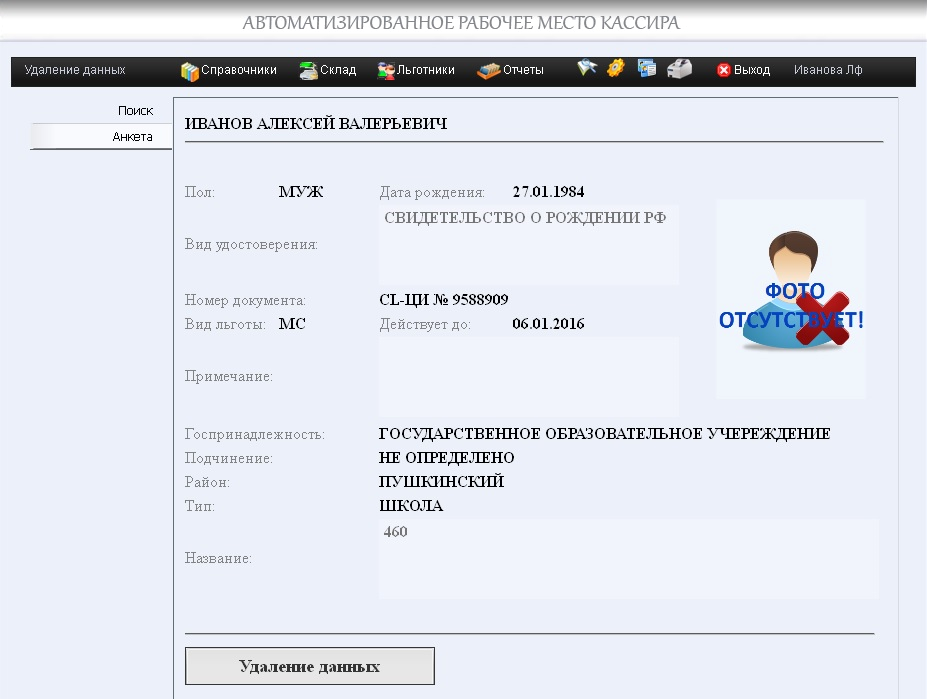 АВТОМАТИЗИРОВАННОЕ РАБОЧЕЕ МЕСТО КАССИРА
Удаление данных Справочники Склад Льготники Отчеты Выход Иванова Лф
Поиск
Анкета
ИВАНОВ АЛЕКСЕЙ ВАЛЕРЬЕВИЧ
Пол: МУЖ Дата рождения: 27.01.1984
Вид удостоверения: СВИДЕТЕЛЬСТВО О РОЖДЕНИИ РФ
Номер документа: CL-ЦИ № 9588909
Вид льготы: МС Действует до: 06.01.2016
ФОТО
ОТСУТСТВУЕТ!
Примечание:
Госпринадлежность: ГОСУДАРСТВЕННОЕ ОБРАЗОВАТЕЛЬНОЕ УЧЕРЕЖДЕНИЕ
Подчинение: НЕ ОПРЕДЕЛЕНО
Район: ПУШКИНСКИЙ
Тип: ШКОЛА
Название: 460
Удаление данных